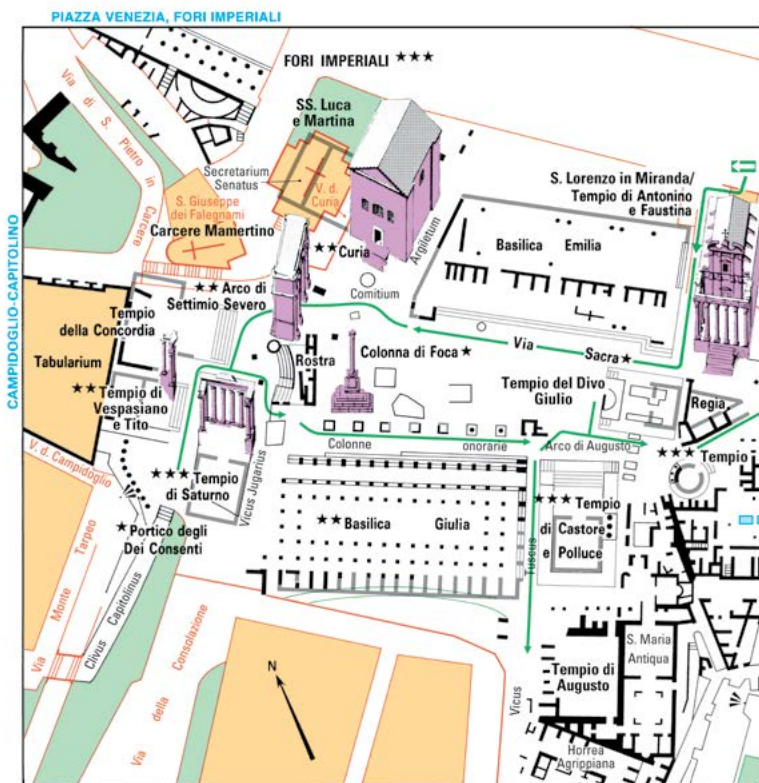 PIAZZA VENEZIA, FORI IMPERIALI
CAMPIDOGLIO-CAPITOLINO
Via di S. Pietro in Carcere
FORI IMPERIALI ★★★
SS. Luca
e Martina
Secretarium
Senatus
V. d.
Curia
S. Giuseppe
dei Falegnami
Carcere Mamertino
★★ Curia
Argiletum
Comitium
S. Lorenzo in Miranda/
Tempio di Antonino
e Faustina
Basilica Emilia
★★ Arco di
Settimio Severo
Tempio
della Concordia
Tabularium
Rostra
Colonna di Foca ★
Via Sacra ★
Tempio del Divo
Giulio
Regia
★★ Tempio di
Vespasiano
e Tito
V. d. Campidoglio
★★★ Tempio
di Saturno
Vicus Jugarius
Colonne onorarie
Arco di Augusto
★★★ Tempio
★★ Basilica Giulia
★★★ Tempio
di Castore
e Polluce
★ Portico degli
Dei Consenti
Via Monte Tarpeo
Clivus Capitolinus
Via della Consolazione
N
Vicus Tuscus
Tempio di
Augusto
S. Maria
Antiqua
Horrea
Agrippiana